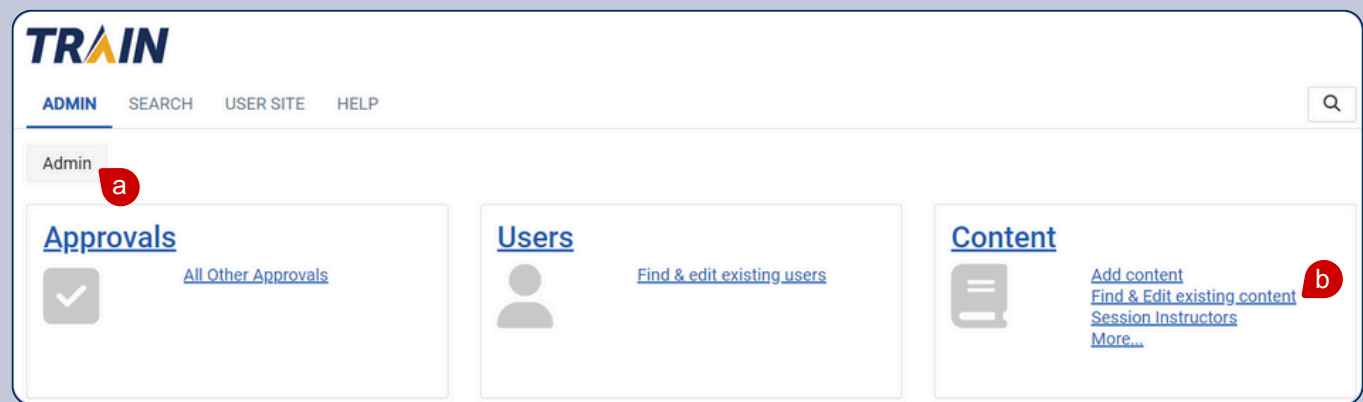 TRAIN
ADMIN SEARCH USER SITE HELP
Admin
a
Approvals
All Other Approvals
Users
Find & edit existing users
Content
Add content
Find & Edit existing content
b
Session Instructors
More...